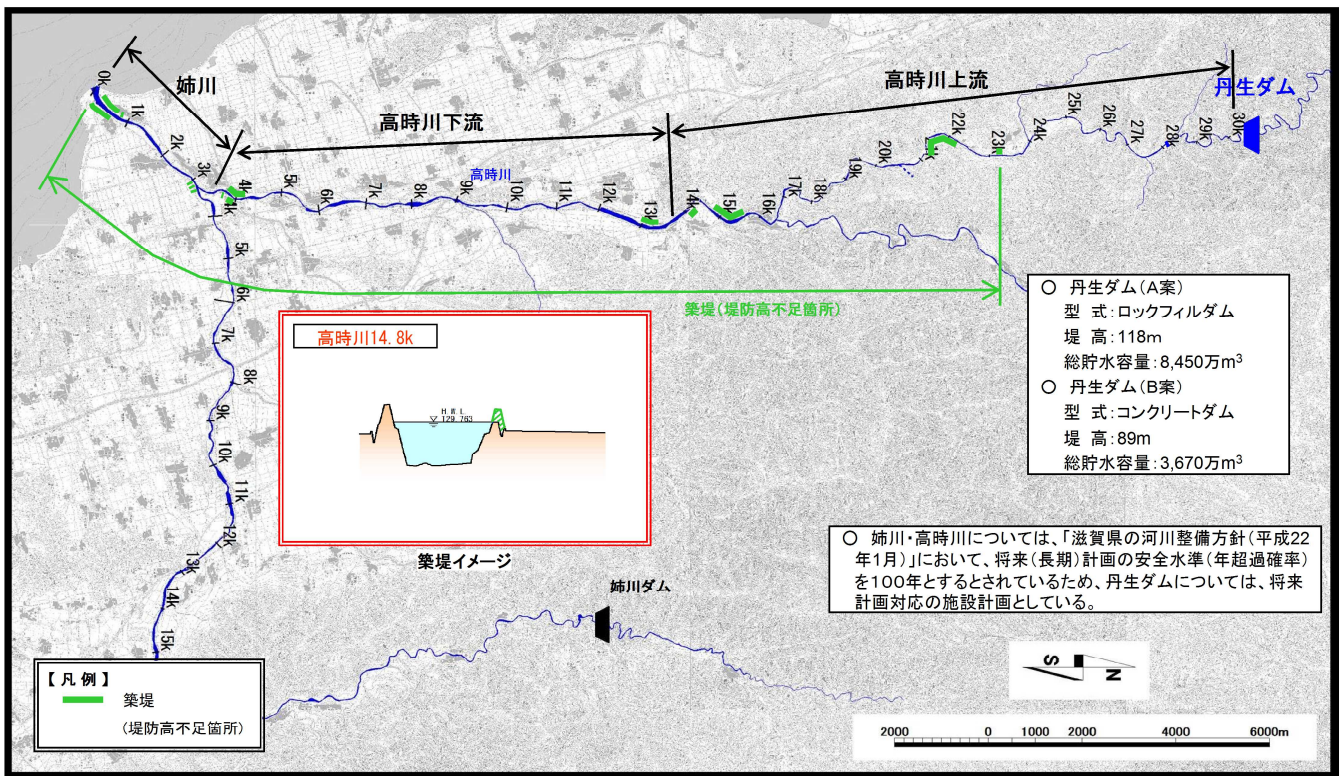 姉川
高時川下流
高時川上流
丹生ダム
0k
1k
2k
3k
4k
5k
6k
7k
8k
9k
10k
11k
12k
13k
14k
15k
16k
17k
18k
19k
20k
22k
23k
24k
25k
26k
27k
28k
29k
30k
高時川
4k
5k
6k
7k
8k
9k
10k
11k
12k
13k
14k
15k
築堤(堤防高不足箇所)
高時川14.8k
H.W.L
129.763
築堤イメージ
姉川ダム
○ 丹生ダム(A案)
型 式:ロックフィルダム
堤 高:118m
総貯水容量:8,450万m³
○ 丹生ダム(B案)
型 式:コンクリートダム
堤 高:89m
総貯水容量:3,670万m³
○ 姉川・高時川については、「滋賀県の河川整備方針(平成22
年1月)」において、将来(長期)計画の安全水準(年超過確率)
を100年とするとされているため、丹生ダムについては、将来
計画対応の施設計画としている。
S
N
2000 0 1000 2000 4000 6000m
【凡例】
築堤
(堤防高不足箇所)